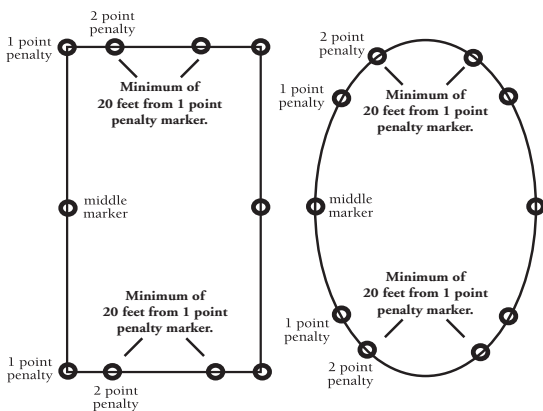 2 point
penalty
1 point
penalty
Minimum of
20 feet from 1 point
penalty marker.
middle
marker
Minimum of
20 feet from 1 point
penalty marker.
1 point
penalty
2 point
penalty
2 point
penalty
1 point
penalty
Minimum of
20 feet from 1 point
penalty marker.
middle
marker
Minimum of
20 feet from 1 point
penalty marker.
1 point
penalty
2 point
penalty